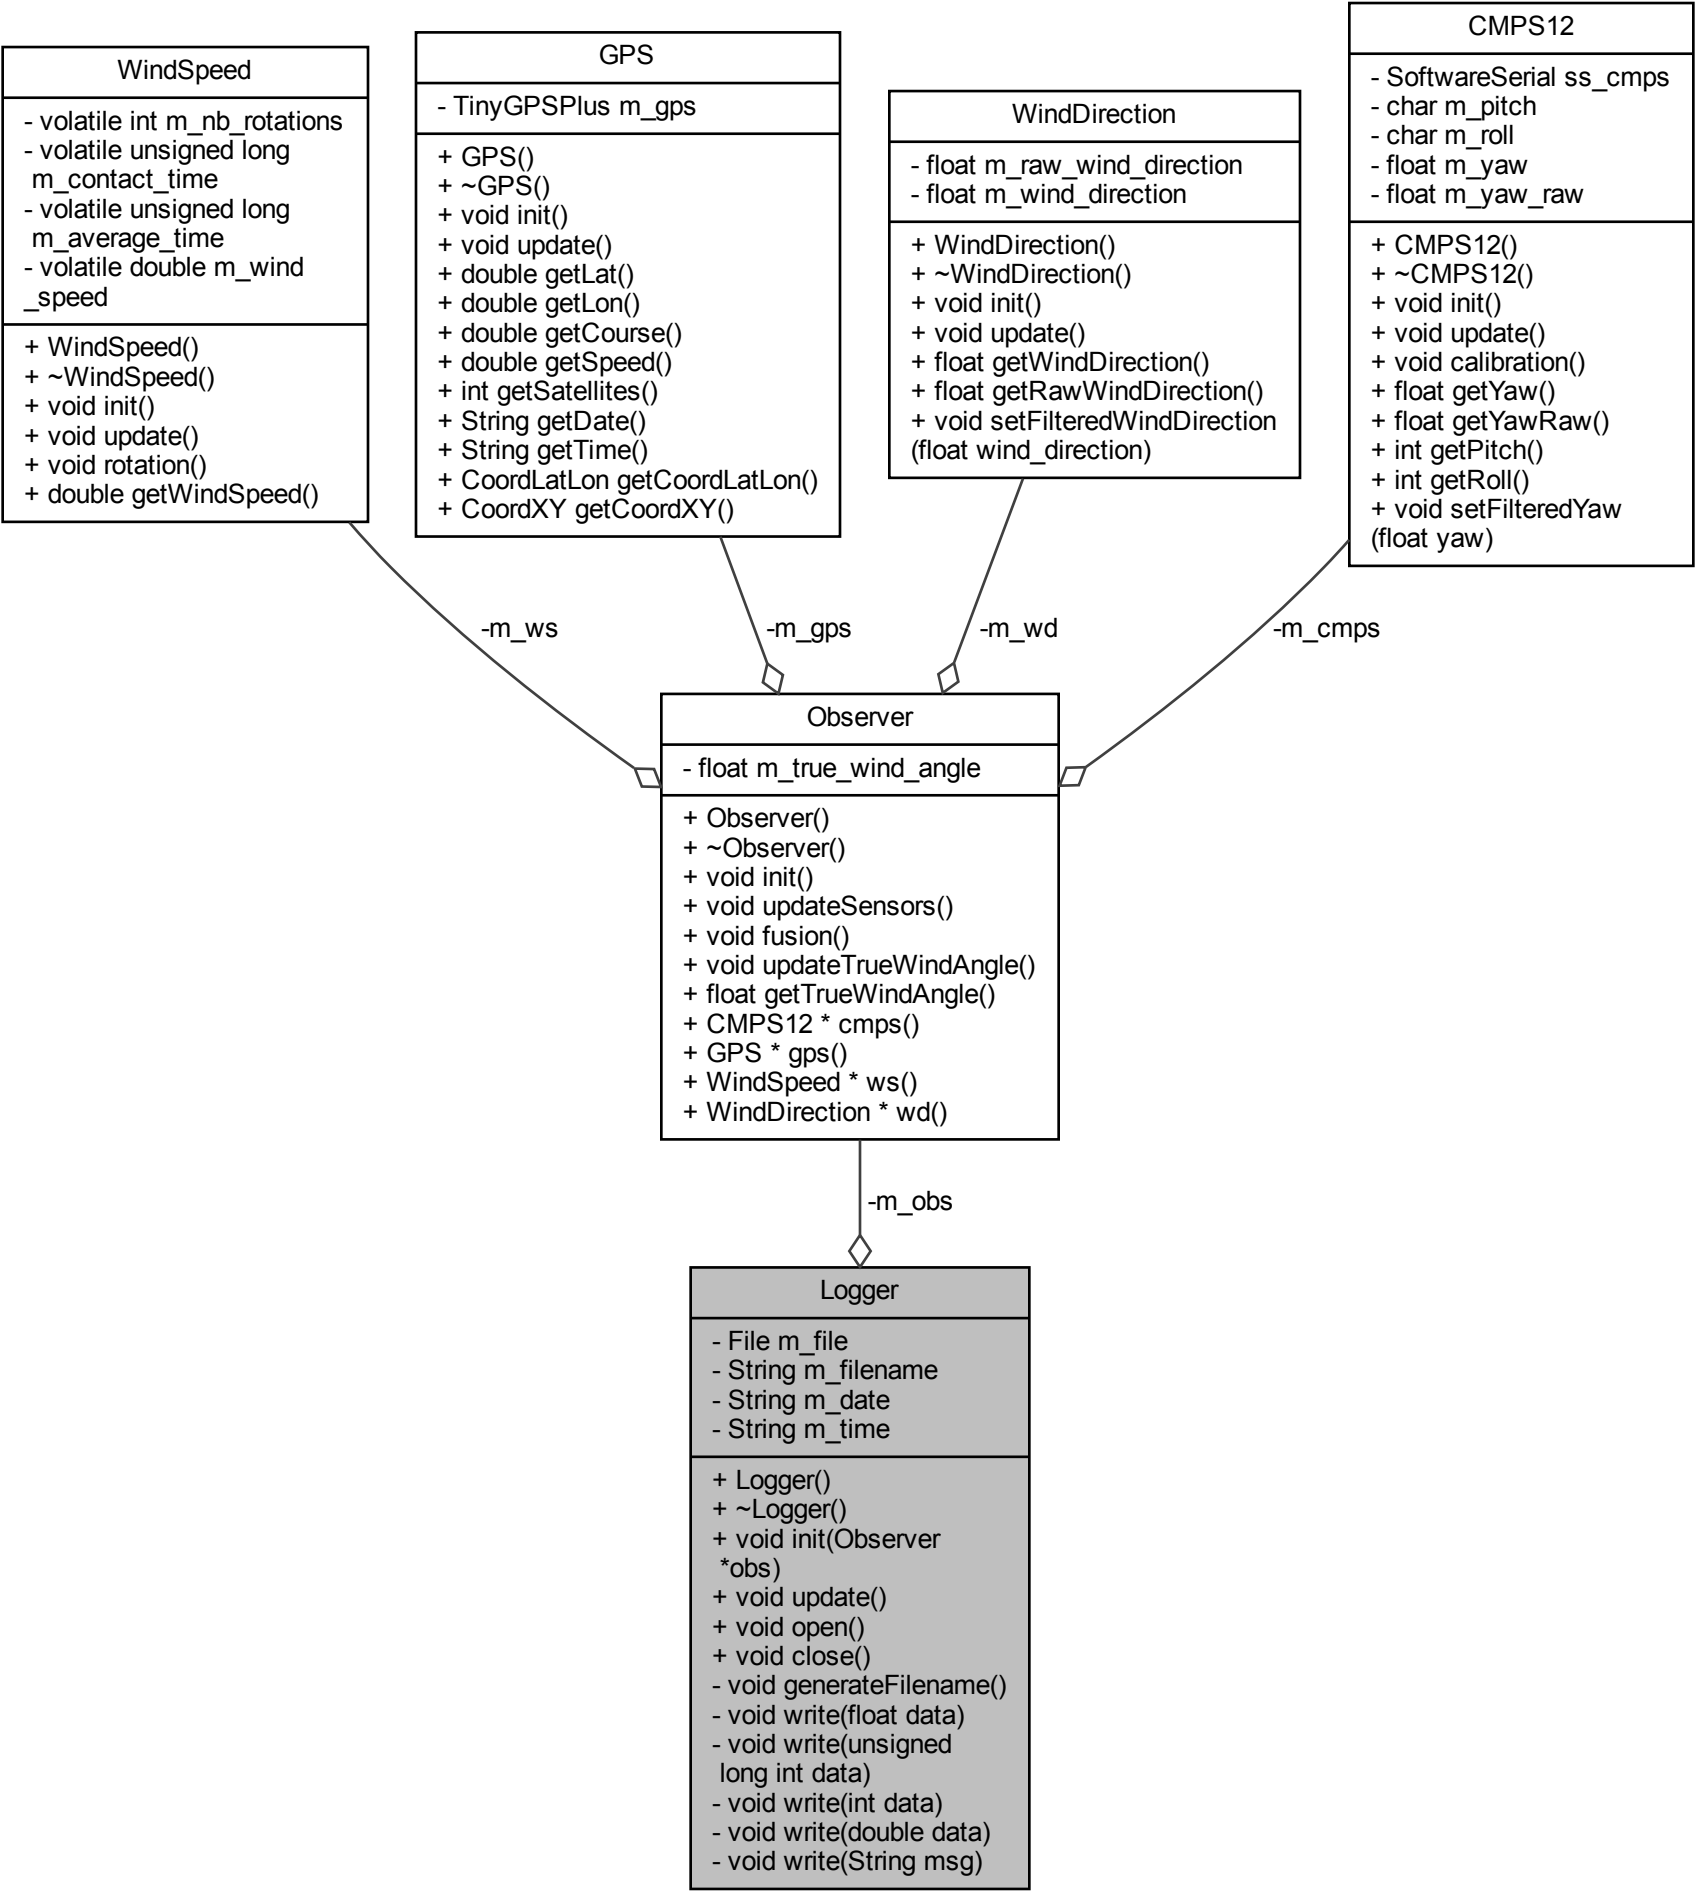 WindSpeed
- volatile int m_nb_rotations
- volatile unsigned long
m_contact_time
- volatile unsigned long
m_average_time
- volatile double m_wind
_speed
+ WindSpeed()
+ ~WindSpeed()
+ void init()
+ void update()
+ void rotation()
+ double getWindSpeed()
GPS
- TinyGPSPlus m_gps
+ GPS()
+ ~GPS()
+ void init()
+ void update()
+ double getLat()
+ double getLon()
+ double getCourse()
+ double getSpeed()
+ int getSatellites()
+ String getDate()
+ String getTime()
+ CoordLatLon getCoordLatLon()
+ CoordXY getCoordXY()
WindDirection
- float m_raw_wind_direction
- float m_wind_direction
+ WindDirection()
+ ~WindDirection()
+ void init()
+ void update()
+ float getWindDirection()
+ float getRawWindDirection()
+ void setFilteredWindDirection
(float wind_direction)
CMPS12
- SoftwareSerial ss_cmps
- char m_pitch
- char m_roll
- float m_yaw
- float m_yaw_raw
+ CMPS12()
+ ~CMPS12()
+ void init()
+ void update()
+ void calibration()
+ float getYaw()
+ float getYawRaw()
+ int getPitch()
+ int getRoll()
+ void setFilteredYaw
(float yaw)
-m_ws
-m_gps
-m_wd
-m_cmps
Observer
- float m_true_wind_angle
+ Observer()
+ ~Observer()
+ void init()
+ void updateSensors()
+ void fusion()
+ void updateTrueWindAngle()
+ float getTrueWindAngle()
+ CMPS12 * cmps()
+ GPS * gps()
+ WindSpeed * ws()
+ WindDirection * wd()
-m_obs
Logger
- File m_file
- String m_filename
- String m_date
- String m_time
+ Logger()
+ ~Logger()
+ void init(Observer
*obs)
+ void update()
+ void open()
+ void close()
- void generateFilename()
- void write(float data)
- void write(unsigned
long int data)
- void write(int data)
- void write(double data)
- void write(String msg)